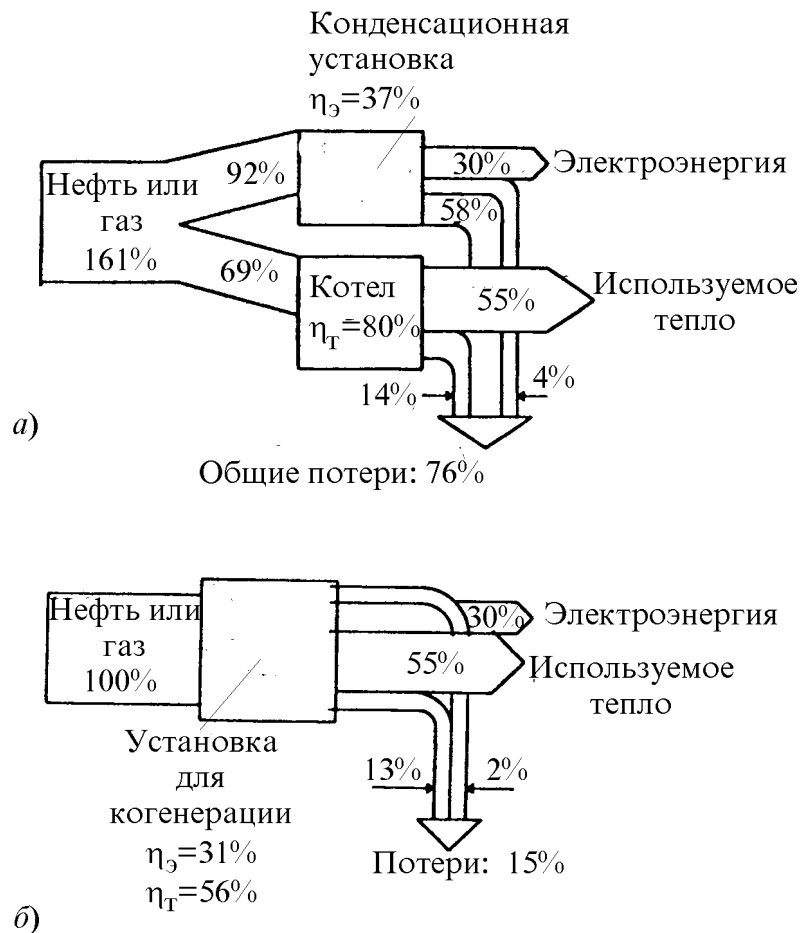 Конденсационная
установка
ηэ=37%
Нефть или
газ
161%
92%
30%
Электроэнергия
58%
69%
Котел
ηт=80%
55%
Используемое
тепло
14%
4%
а)
Общие потери: 76%
Нефть или
газ
100%
30%
Электроэнергия
55%
Используемое
тепло
Установка
для
когенерации
ηэ=31%
ηт=56%
13%
2%
Потери: 15%
б)